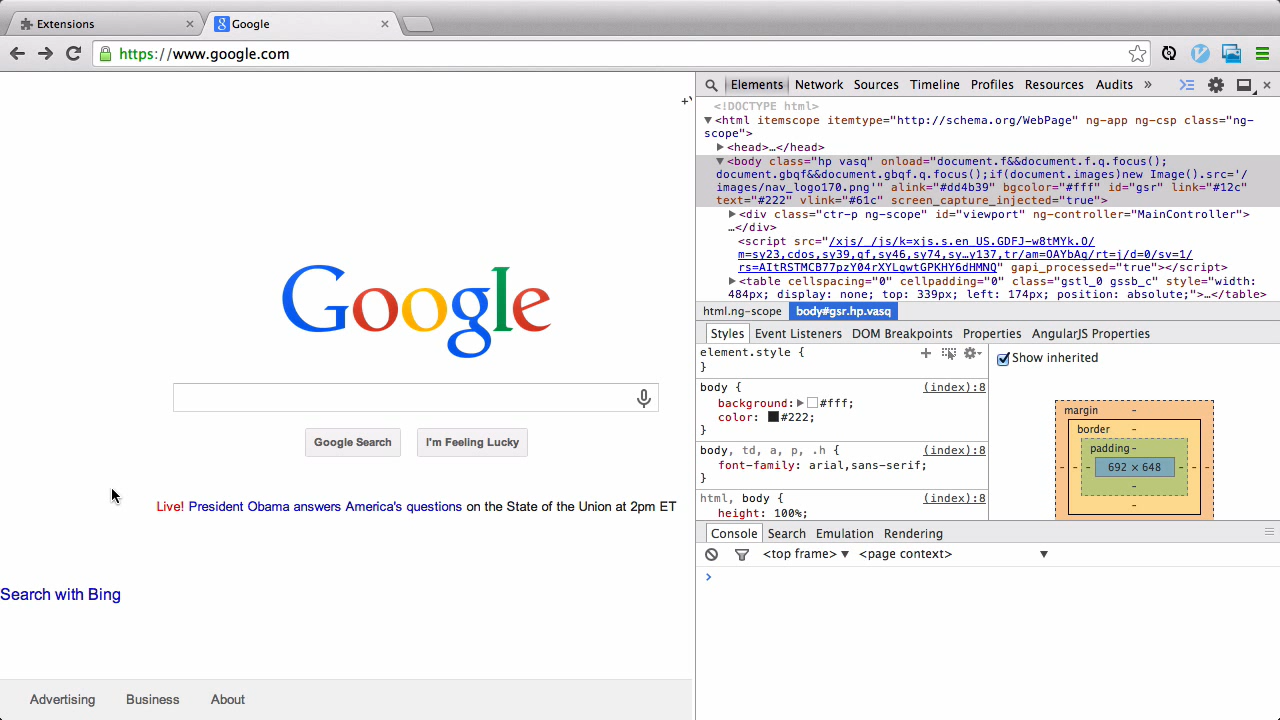 Extensions
Google
https://www.google.com
Elements Network Sources Timeline Profiles Resources Audits »
<!DOCTYPE html>
<html itemscope itemtype="http://schema.org/WebPage" ng-app ng-csp class="ng-
scope">
<head>…</head>
<body class="hp vasq" onload="document.f&&document.f.q.focus();
document.gbqf&&document.gbqf.q.focus();if(document.images)new Image().src='/
images/nav_logo170.png'" alink="#dd4b39" bgcolor="#fff" id="gsr" link="#12c"
text="#222" vlink="#61c" screen_capture_injected="true">
<div class="ctr-p ng-scope" id="viewport" ng-controller="MainController">
…</div>
<script src="/xjs/_/js/k=xjs.s.en_US.GDFJ-w8tMYk.O/
m=sy23,cdos,sy39,qf,sy46,sy74,sy…y137,tr/am=OAYbAq/rt=j/d=0/sv=1/
rs=AItRSTMCB77pzY04rXYLqwtGPKHY6dHMNQ" gapi_processed="true"></script>
<table cellspacing="0" cellpadding="0" class="gstl_0 gssb_c" style="width:
484px; display: none; top: 339px; left: 174px; position: absolute;">…</table>
html.ng-scope body#gsr.hp.vasq
Styles Event Listeners DOM Breakpoints Properties AngularJS Properties
element.style {
}
body { (index):8
background: #fff;
color: #222;
}
body, td, a, p, .h { (index):8
font-family: arial,sans-serif;
}
html, body { (index):8
height: 100%;
Show inherited
margin -
border -
padding -
- - - 692 × 648 - - -
-
-
Console Search Emulation Rendering
<top frame> <page context>
Google
Google Search I'm Feeling Lucky
Live! President Obama answers America's questions on the State of the Union at 2pm ET
Search with Bing
Advertising Business About